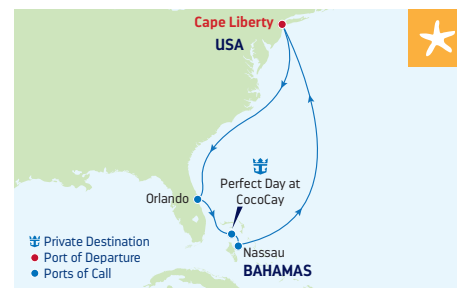 Cape Liberty
USA
Perfect Day at
CocoCay
Orlando
Nassau
BAHAMAS
Private Destination
Port of Departure
Ports of Call